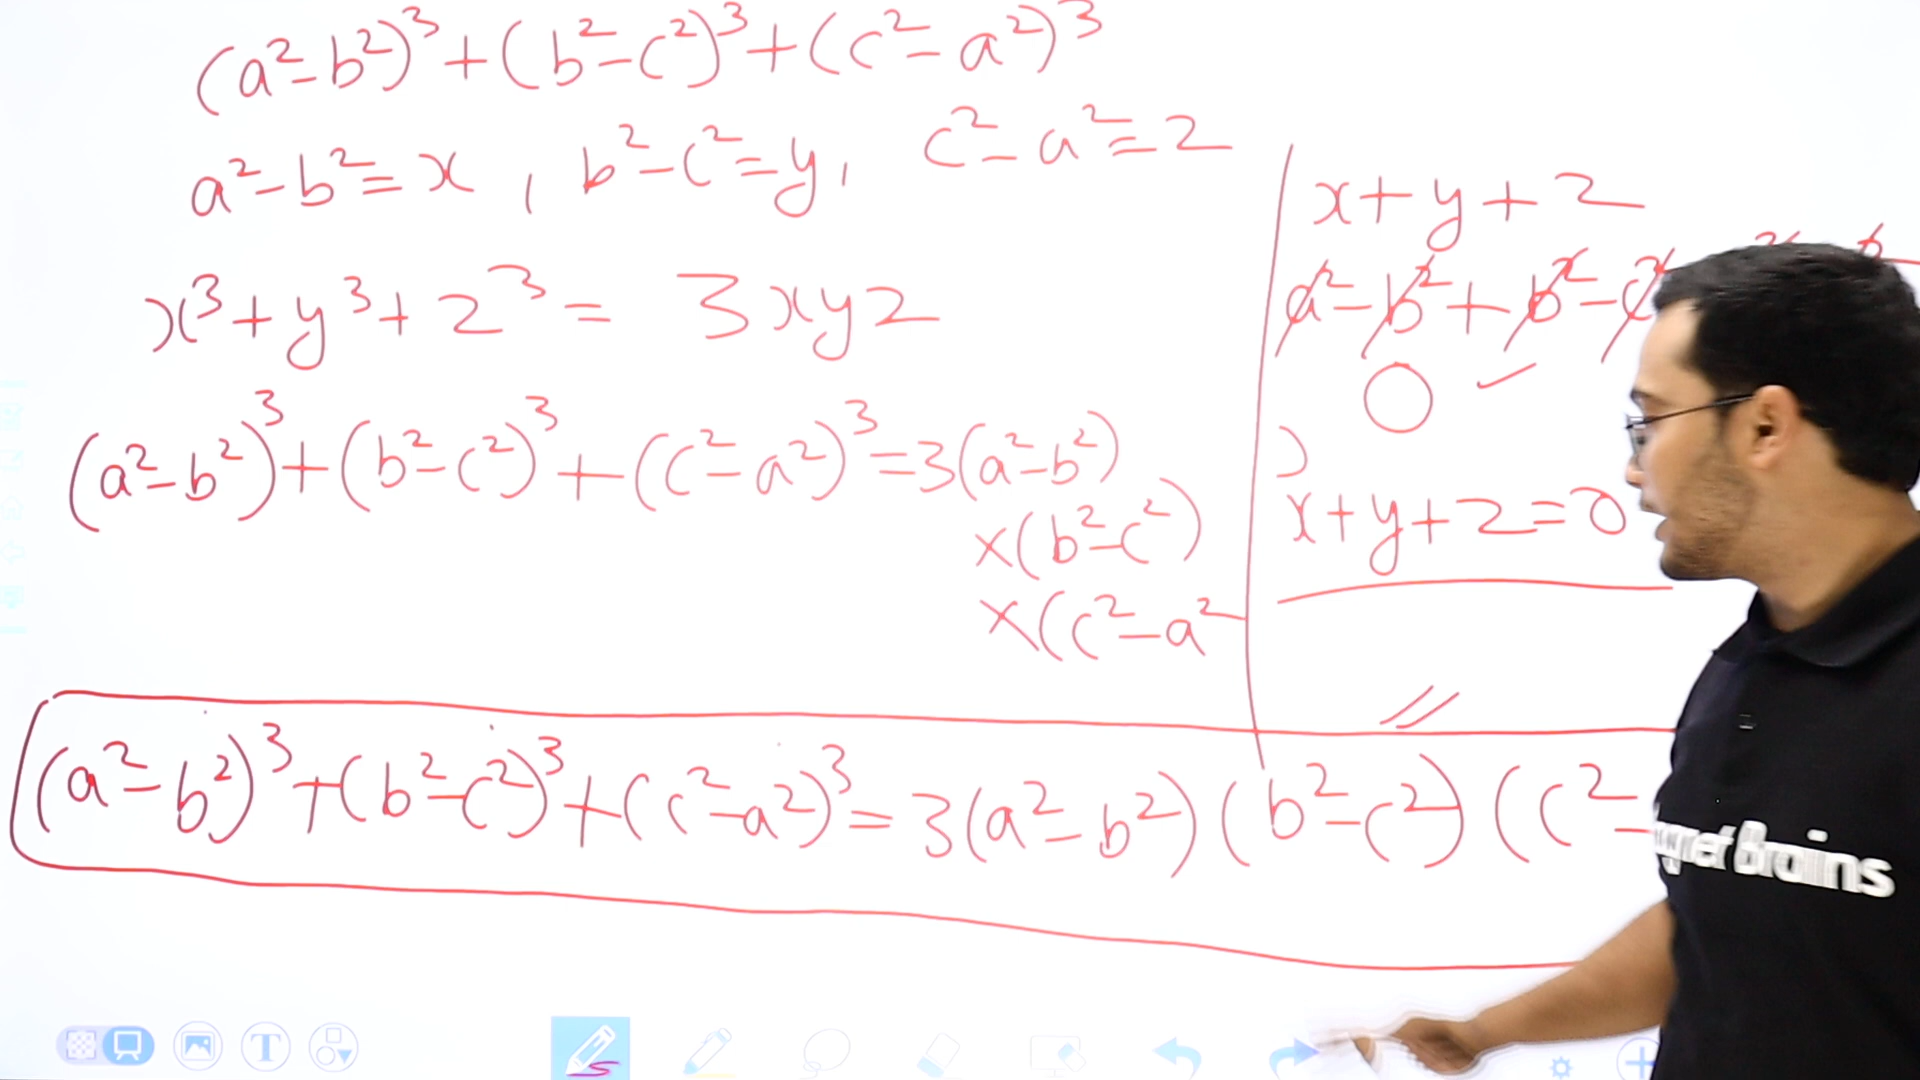 (a²-b²)³+(b²-c²)³+(c²-a²)³
a²-b²=x, b²-c²=y, c²-a²=z
x³+y³+z³= 3xyz
(a²-b²)³+(b²-c²)³+(c²-a²)³=3(a²-b²)
×(b²-c²)
×(c²-a²
x+y+z
a²-b²+b²-c²
0 ✓
)
x+y+z=0
//
(a²-b²)³+(b²-c²)³+(c²-a²)³=3(a²-b²)(b²-c²)(c²-
gnet Brains
T